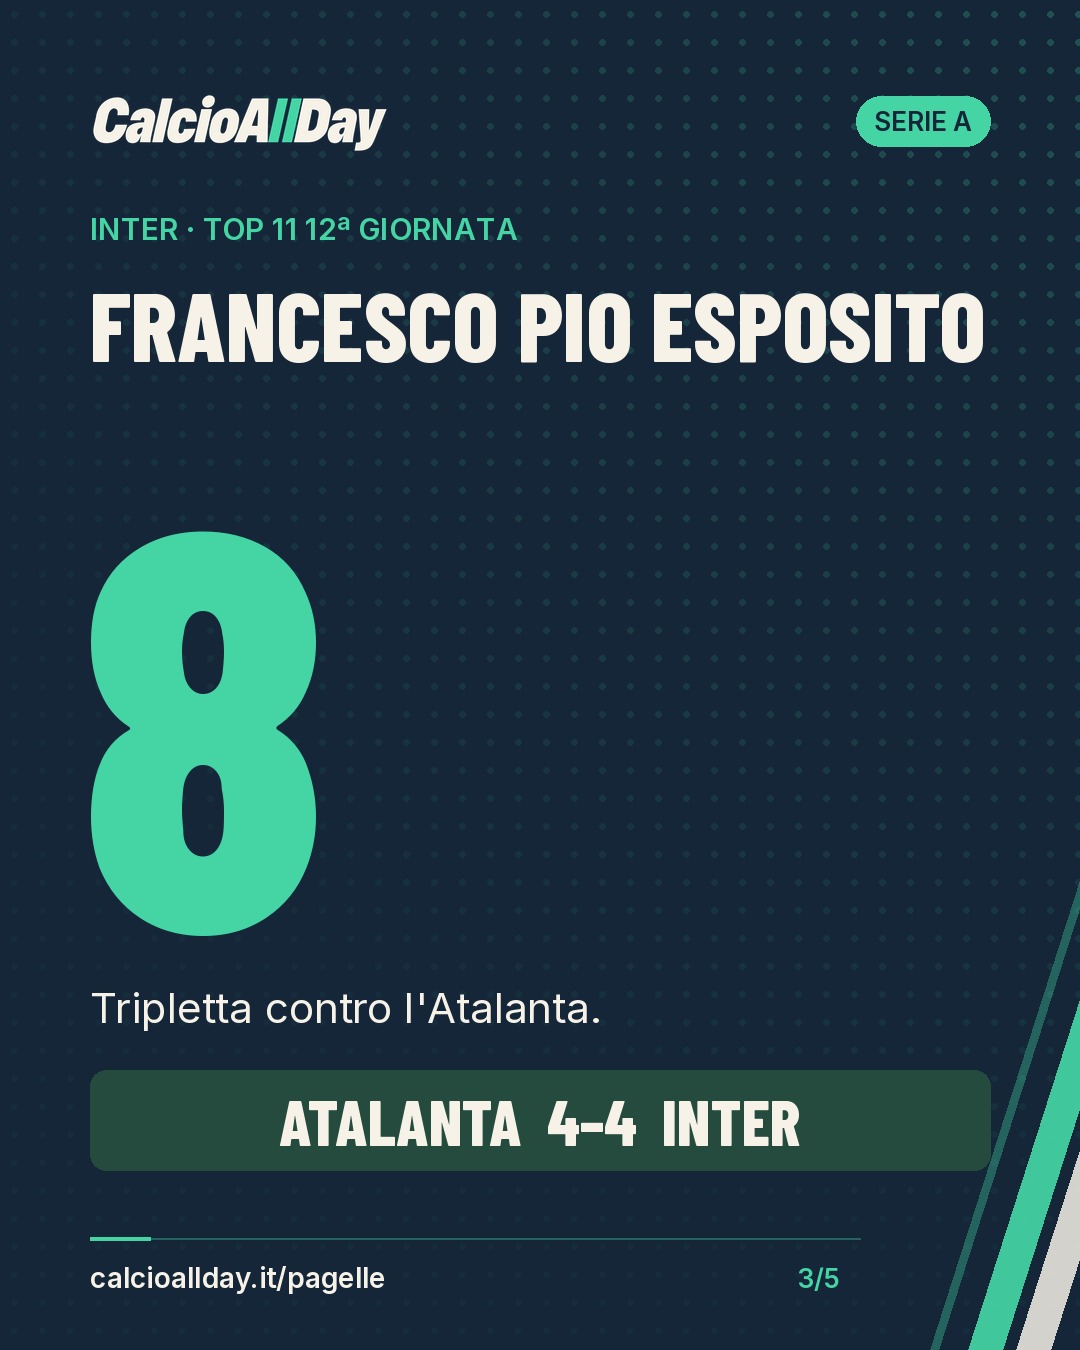 CalcioAllDay
SERIE A
INTER · TOP 11 12ª GIORNATA
FRANCESCO PIO ESPOSITO
8
Tripletta contro l'Atalanta.
ATALANTA 4–4 INTER
calcioallday.it/pagelle
3/5